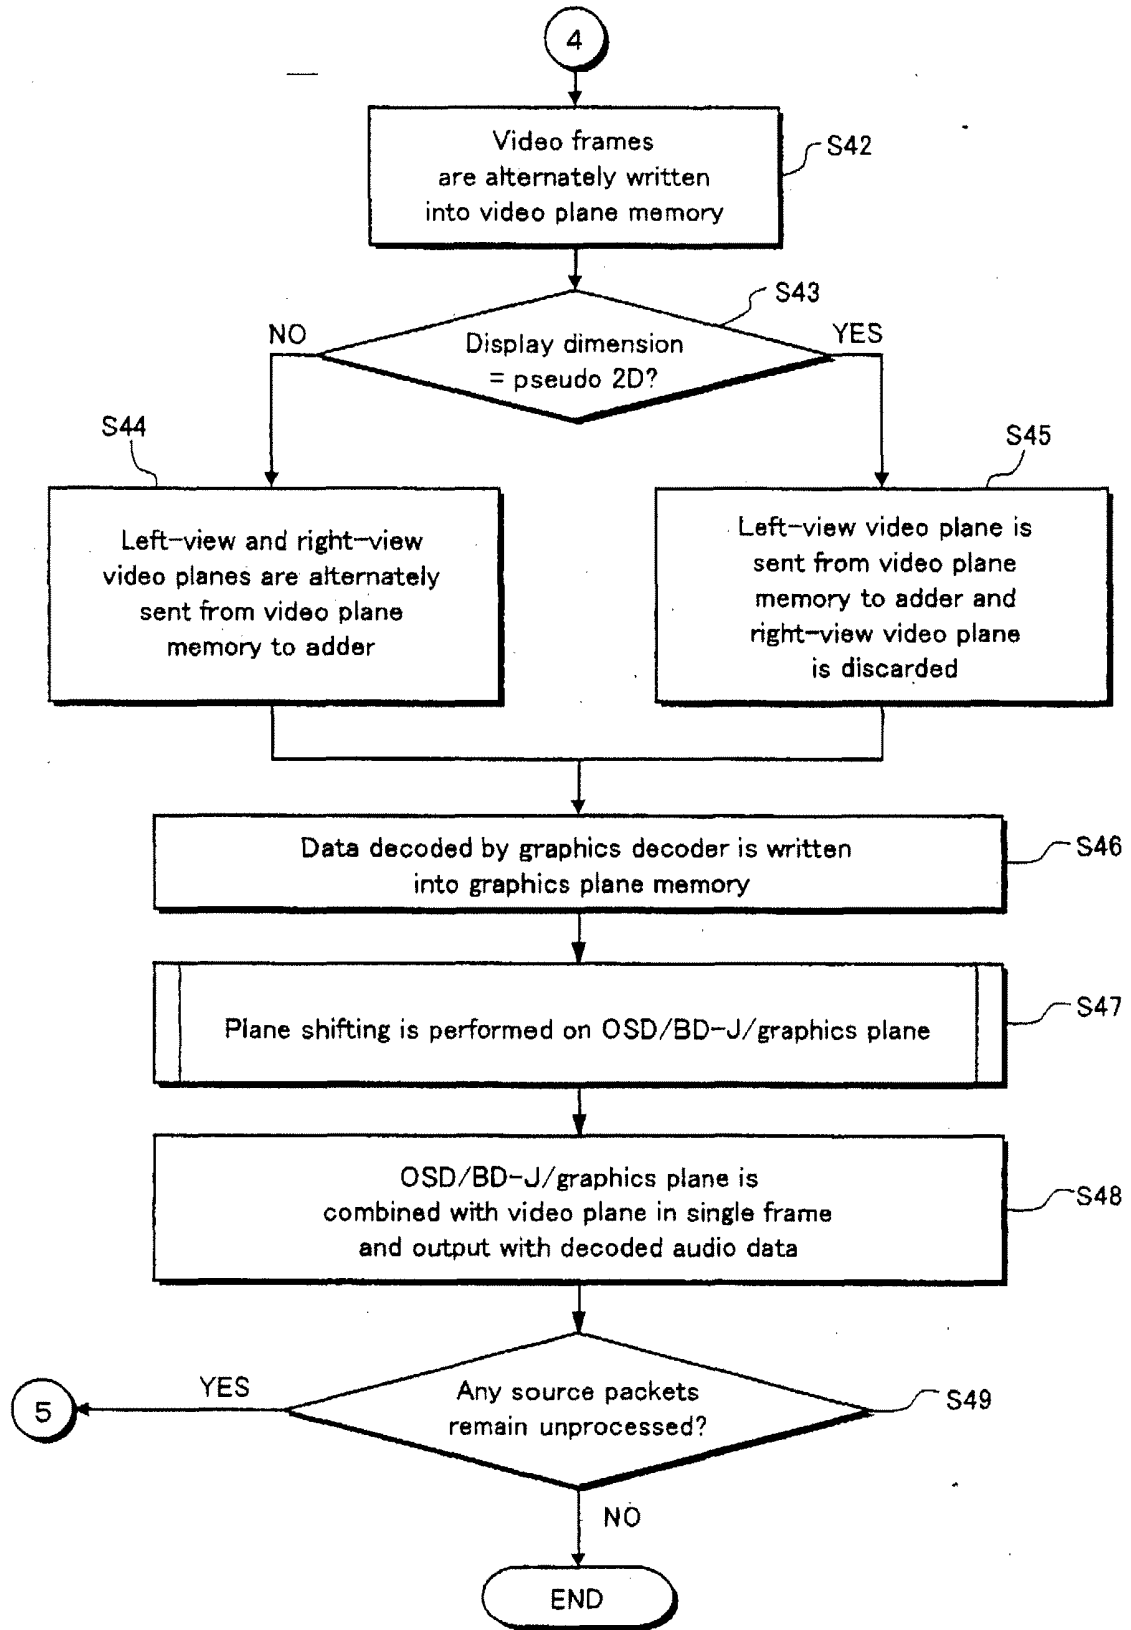 4
Video frames
are alternately written
into video plane memory
S42
S43
NO
YES
Display dimension
= pseudo 2D?
S44
S45
Left-view and right-view
video planes are alternately
sent from video plane
memory to adder
Left-view video plane is
sent from video plane
memory to adder and
right-view video plane
is discarded
Data decoded by graphics decoder is written
into graphics plane memory
S46
Plane shifting is performed on OSD/BD-J/graphics plane
S47
OSD/BD-J/graphics plane is
combined with video plane in single frame
and output with decoded audio data
S48
YES
5
Any source packets
remain unprocessed?
S49
NO
END